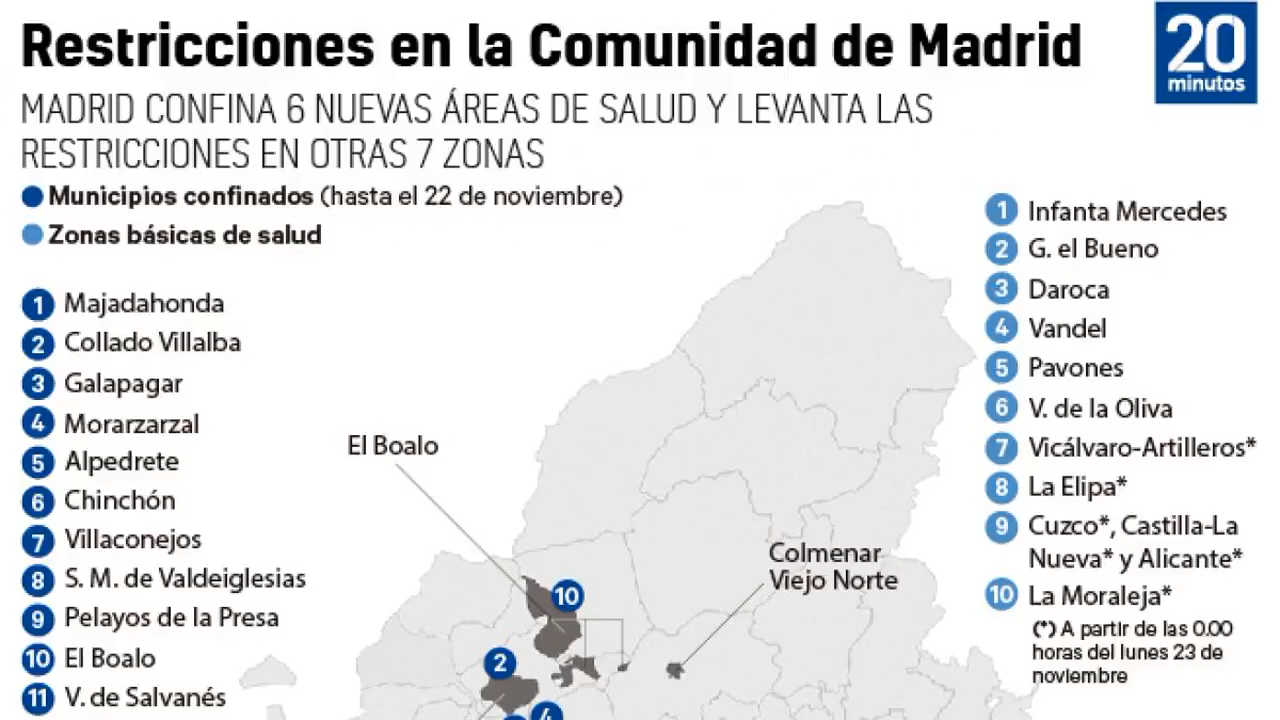 Restricciones en la Comunidad de Madrid
20
minutos
MADRID CONFINA 6 NUEVAS ÁREAS DE SALUD Y LEVANTA LAS
RESTRICCIONES EN OTRAS 7 ZONAS
Municipios confinados (hasta el 22 de noviembre)
Zonas básicas de salud
1 Majadahonda
2 Collado Villalba
3 Galapagar
4 Morarzarzal
5 Alpedrete
6 Chinchón
7 Villaconejos
8 S. M. de Valdeiglesias
9 Pelayos de la Presa
10 El Boalo
11 V. de Salvanés
El Boalo
10
2
4
Colmenar
Viejo Norte
1 Infanta Mercedes
2 G. el Bueno
3 Daroca
4 Vandel
5 Pavones
6 V. de la Oliva
7 Vicálvaro-Artilleros*
8 La Elipa*
9 Cuzco*, Castilla-La
Nueva* y Alicante*
10 La Moraleja*
(*) A partir de las 0.00
horas del lunes 23 de
noviembre